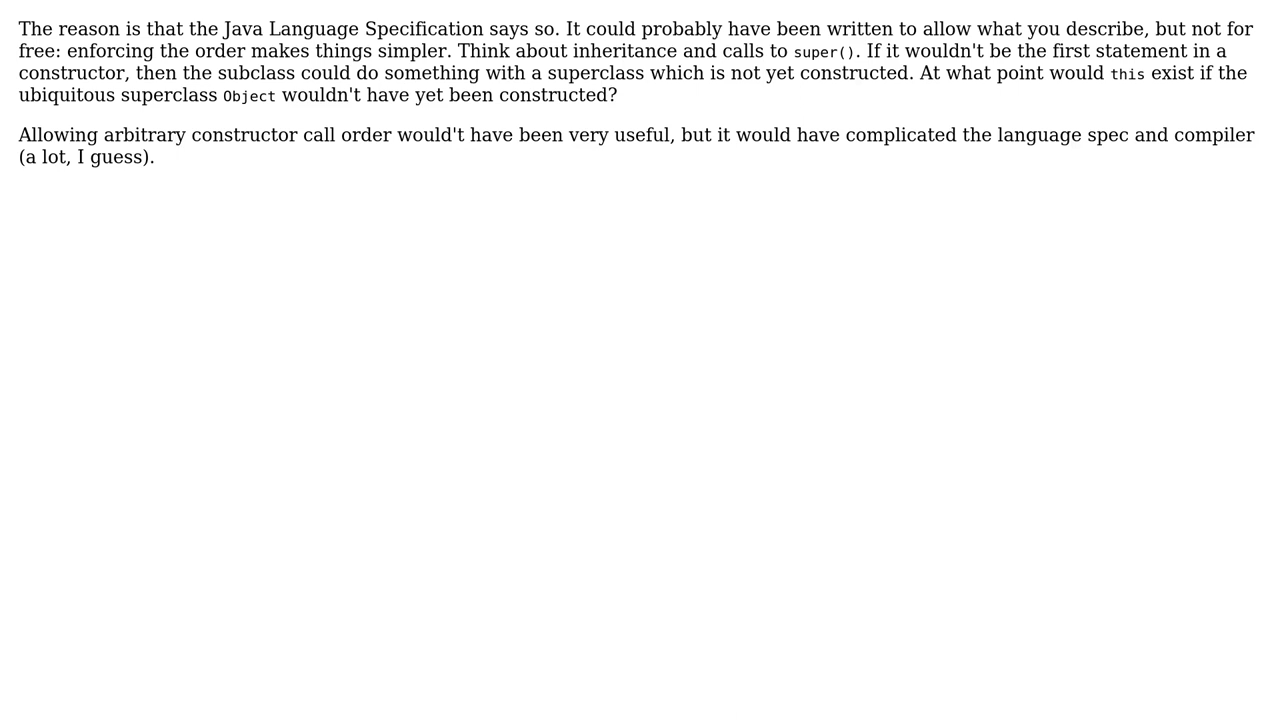 The reason is that the Java Language Specification says so. It could probably have been written to allow what you describe, but not for
free: enforcing the order makes things simpler. Think about inheritance and calls to super(). If it wouldn't be the first statement in a
constructor, then the subclass could do something with a superclass which is not yet constructed. At what point would this exist if the
ubiquitous superclass Object wouldn't have yet been constructed?
Allowing arbitrary constructor call order would't have been very useful, but it would have complicated the language spec and compiler
(a lot, I guess).